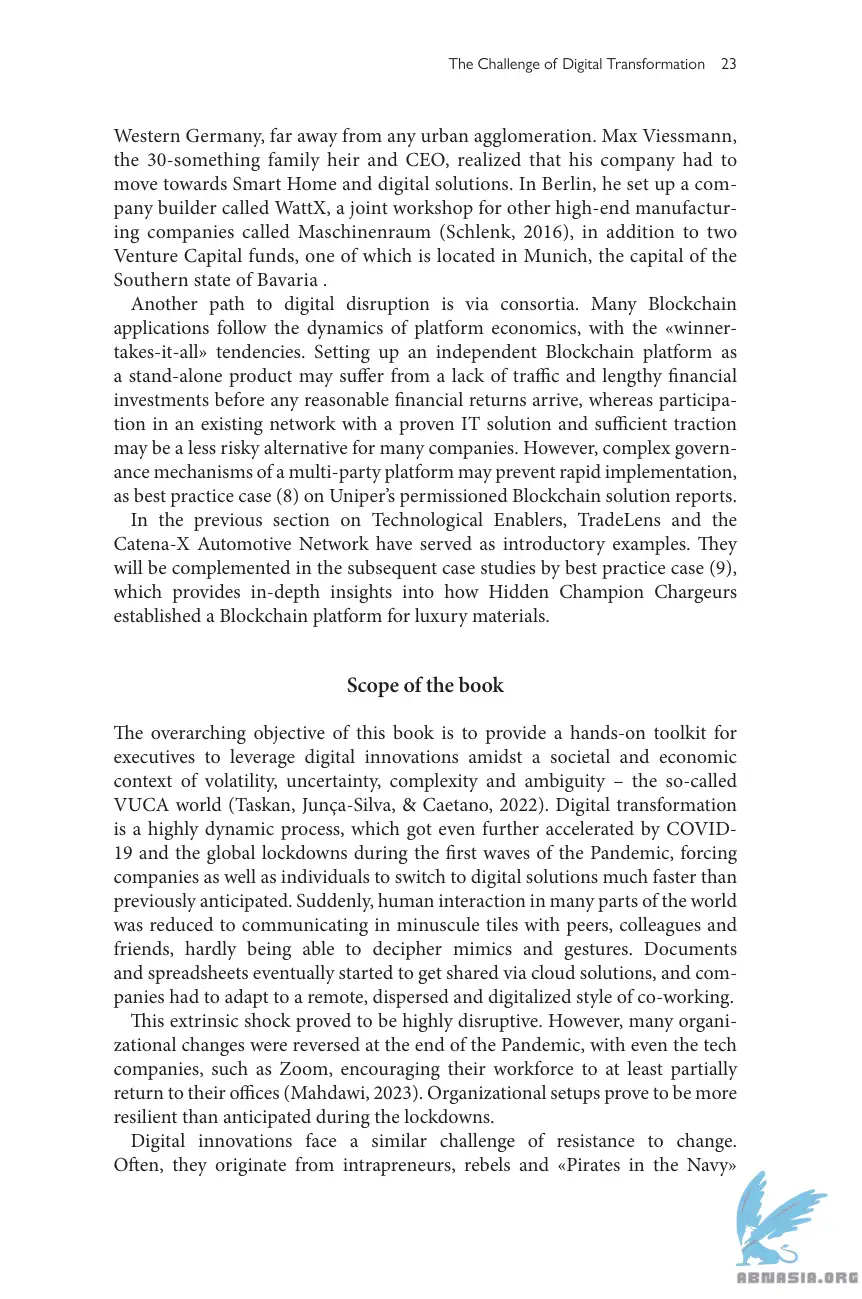 The Challenge of Digital Transformation 23
Western Germany, far away from any urban agglomeration. Max Viessmann,
the 30-something family heir and CEO, realized that his company had to
move towards Smart Home and digital solutions. In Berlin, he set up a com-
pany builder called WattX, a joint workshop for other high-end manufactur-
ing companies called Maschinenraum (Schlenk, 2016), in addition to two
Venture Capital funds, one of which is located in Munich, the capital of the
Southern state of Bavaria .
Another path to digital disruption is via consortia. Many Blockchain
applications follow the dynamics of platform economics, with the «winner-
takes-it-all» tendencies. Setting up an independent Blockchain platform as
a stand-alone product may suffer from a lack of traffic and lengthy financial
investments before any reasonable financial returns arrive, whereas participa-
tion in an existing network with a proven IT solution and sufficient traction
may be a less risky alternative for many companies. However, complex govern-
ance mechanisms of a multi-party platform may prevent rapid implementation,
as best practice case (8) on Uniper’s permissioned Blockchain solution reports.
In the previous section on Technological Enablers, TradeLens and the
Catena-X Automotive Network have served as introductory examples. They
will be complemented in the subsequent case studies by best practice case (9),
which provides in-depth insights into how Hidden Champion Chargeurs
established a Blockchain platform for luxury materials.
Scope of the book
The overarching objective of this book is to provide a hands-on toolkit for
executives to leverage digital innovations amidst a societal and economic
context of volatility, uncertainty, complexity and ambiguity – the so-called
VUCA world (Taskan, Junça-Silva, & Caetano, 2022). Digital transformation
is a highly dynamic process, which got even further accelerated by COVID-
19 and the global lockdowns during the first waves of the Pandemic, forcing
companies as well as individuals to switch to digital solutions much faster than
previously anticipated. Suddenly, human interaction in many parts of the world
was reduced to communicating in minuscule tiles with peers, colleagues and
friends, hardly being able to decipher mimics and gestures. Documents
and spreadsheets eventually started to get shared via cloud solutions, and com-
panies had to adapt to a remote, dispersed and digitalized style of co-working.
This extrinsic shock proved to be highly disruptive. However, many organi-
zational changes were reversed at the end of the Pandemic, with even the tech
companies, such as Zoom, encouraging their workforce to at least partially
return to their offices (Mahdawi, 2023). Organizational setups prove to be more
resilient than anticipated during the lockdowns.
Digital innovations face a similar challenge of resistance to change.
Often, they originate from intrapreneurs, rebels and «Pirates in the Navy»
ABNASIA.ORG